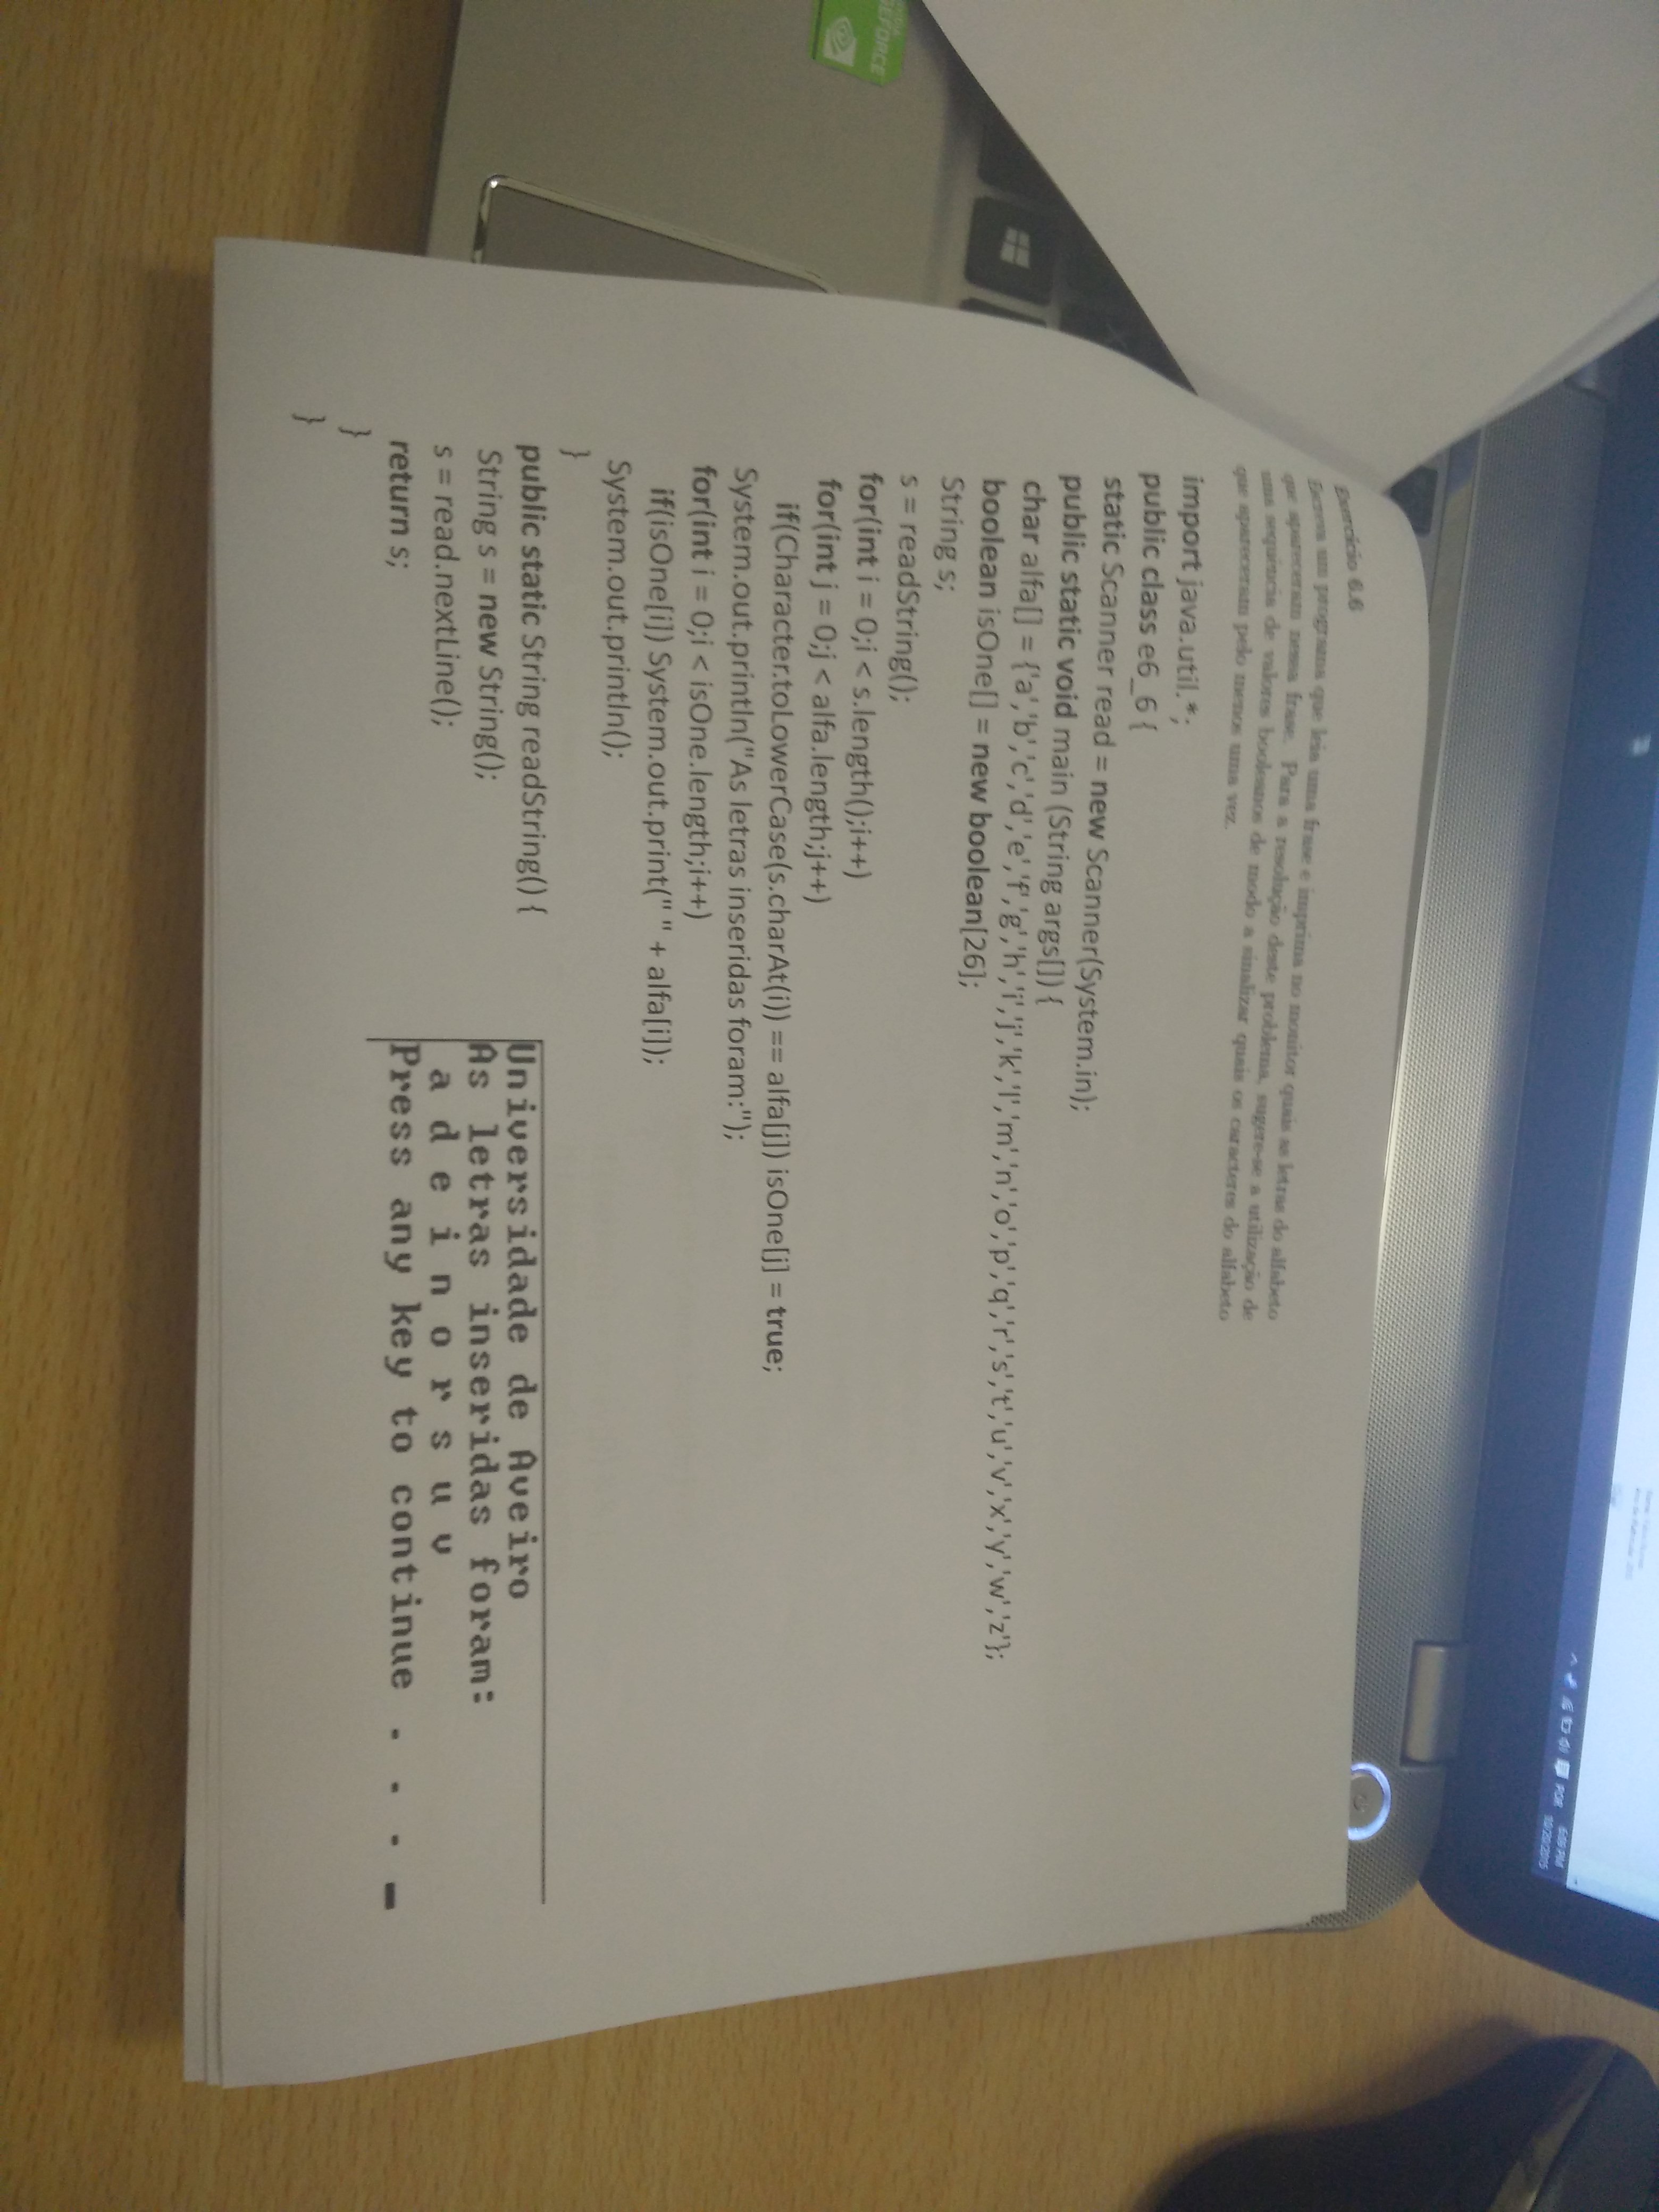 Exercício 6.6
Escreva um programa que leia uma frase e imprima no monitor quais as letras do alfabeto
que apareceram nessa frase. Para a resolução deste problema, sugere-se a utilização de
uma sequência de valores booleanos de modo a sinalizar quais os caracteres do alfabeto
que apareceram pelo menos uma vez.
import java.util.*;
public class e6_6 {
static Scanner read = new Scanner(System.in);
public static void main (String args[]) {
char alfa[] = {'a','b','c','d','e','f','g','h','i','j','k','l','m','n','o','p','q','r','s','t','u','v','x','y','w','z'};
boolean isOne[] = new boolean[26];
String s;
s = readString();
for(int i = 0;i < s.length();i++)
for(int j = 0;j < alfa.length;j++)
if(Character.toLowerCase(s.charAt(i)) == alfa[j]) isOne[j] = true;
System.out.println("As letras inseridas foram:");
for(int i = 0;i < isOne.length;i++)
if(isOne[i]) System.out.print(" " + alfa[i]);
System.out.println();
}
public static String readString() {
String s = new String();
s = read.nextLine();
return s;
}
}
Universidade de Aveiro
As letras inseridas foram:
a d e i n o r s u v
Press any key to continue . . .
GEFORCE
POR
6:08 PM
10/20/2015